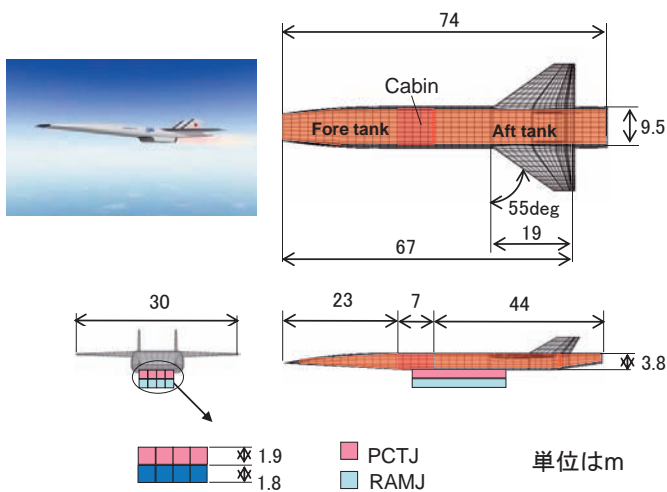 74
Cabin
Fore tank
Aft tank
9.5
55deg
19
67
30
23
7
44
3.8
1.9
1.8
PCTJ
RAMJ
単位はm